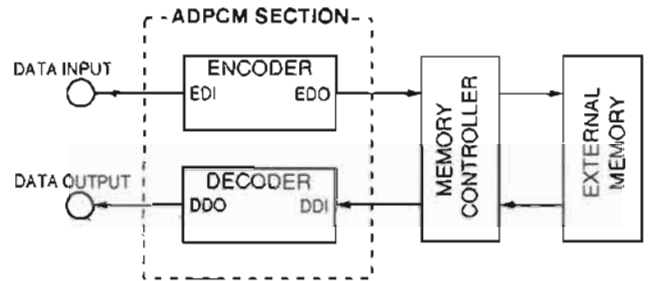 ADPCM SECTION
DATA INPUT
ENCODER
EDI EDO
MEMORY CONTROLLER
EXTERNAL MEMORY
DATA OUTPUT
DECODER
DDO DDI